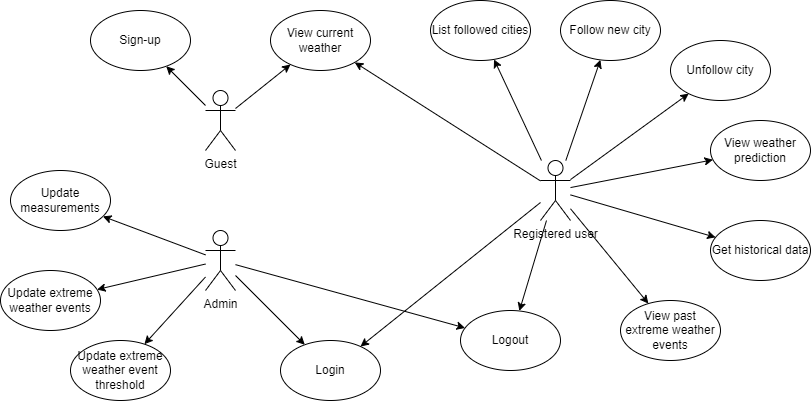 Sign-up
View current
weather
List followed cities
Follow new city
Unfollow city
View weather
prediction
Guest
Update
measurements
Registered user
Get historical data
Admin
Update extreme
weather events
View past
extreme weather
events
Logout
Update extreme
weather event
threshold
Login